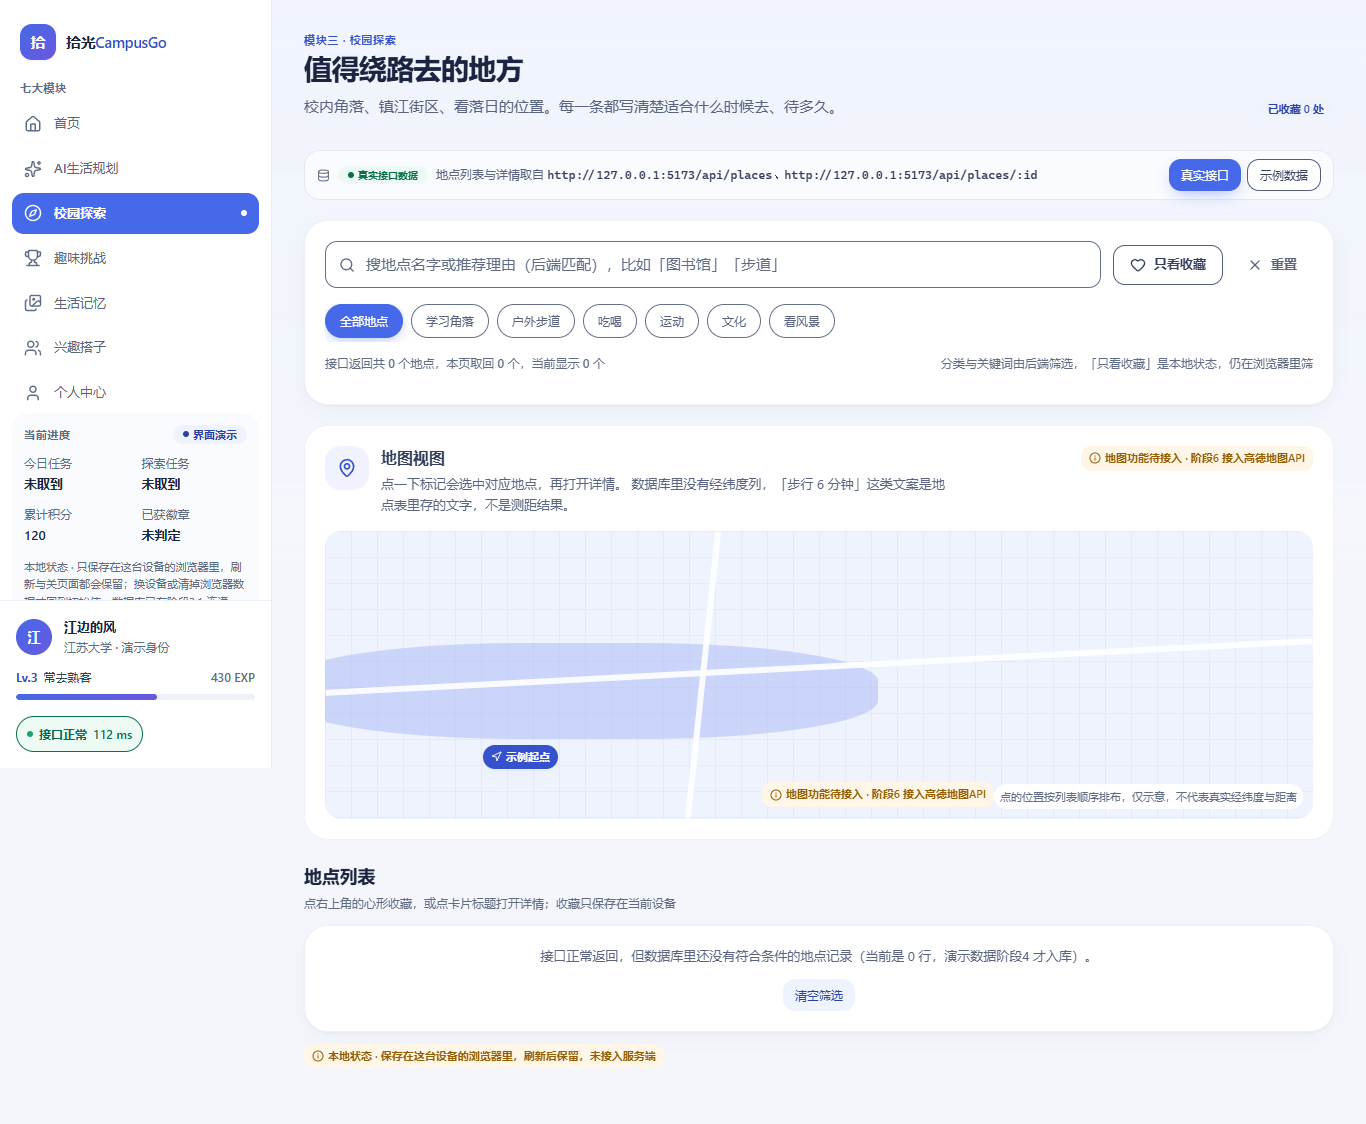 拾
拾光CampusGo
七大模块
首页
AI生活规划
校园探索
趣味挑战
生活记忆
兴趣搭子
个人中心
当前进度
界面演示
今日任务
探索任务
未取到
未取到
累计积分
已获徽章
120
未判定
本地状态 · 只保存在这台设备的浏览器里，刷
新与关页面都会保留；换设备或清掉浏览器数
江
江边的风
江苏大学 · 演示身份
Lv.3 常去熟客
430 EXP
接口正常 112 ms
模块三 · 校园探索
值得绕路去的地方
校内角落、镇江街区、看落日的位置。每一条都写清楚适合什么时候去、待多久。
已收藏 0 处
真实接口数据
地点列表与详情取自 http://127.0.0.1:5173/api/places、http://127.0.0.1:5173/api/places/:id
真实接口
示例数据
搜地点名字或推荐理由（后端匹配），比如「图书馆」「步道」
只看收藏
重置
全部地点
学习角落
户外步道
吃喝
运动
文化
看风景
接口返回共 0 个地点，本页取回 0 个，当前显示 0 个
分类与关键词由后端筛选，「只看收藏」是本地状态，仍在浏览器里筛
地图视图
地图功能待接入 · 阶段6 接入高德地图API
点一下标记会选中对应地点，再打开详情。 数据库里没有经纬度列，「步行 6 分钟」这类文案是地
点表里存的文字，不是测距结果。
示例起点
地图功能待接入 · 阶段6 接入高德地图API
点的位置按列表顺序排布，仅示意，不代表真实经纬度与距离
地点列表
点右上角的心形收藏，或点卡片标题打开详情；收藏只保存在当前设备
接口正常返回，但数据库里还没有符合条件的地点记录（当前是 0 行，演示数据阶段4 才入库）。
清空筛选
本地状态 · 保存在这台设备的浏览器里，刷新后保留，未接入服务端